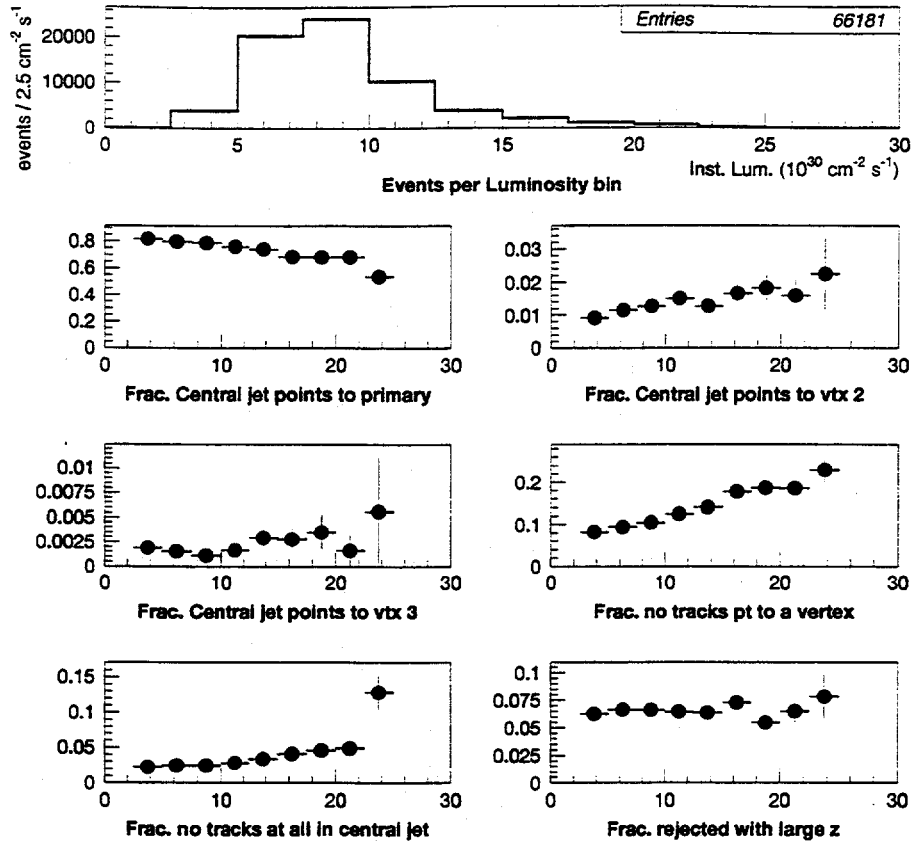 Entries 66181
events / 2.5 cm⁻² s⁻¹
20000
10000
0
0 5 10 15 20 25 30
Inst. Lum. (10³⁰ cm⁻² s⁻¹)
Events per Luminosity bin
0.8
0.6
0.4
0.2
0
0 10 20 30
Frac. Central jet points to primary
0.03
0.02
0.01
0
0 10 20 30
Frac. Central jet points to vtx 2
0.01
0.0075
0.005
0.0025
0
0 10 20 30
Frac. Central jet points to vtx 3
0.2
0.1
0
0 10 20 30
Frac. no tracks pt to a vertex
0.15
0.10
0.05
0
0 10 20 30
Frac. no tracks at all in central jet
0.1
0.075
0.05
0.025
0
0 10 20 30
Frac. rejected with large z